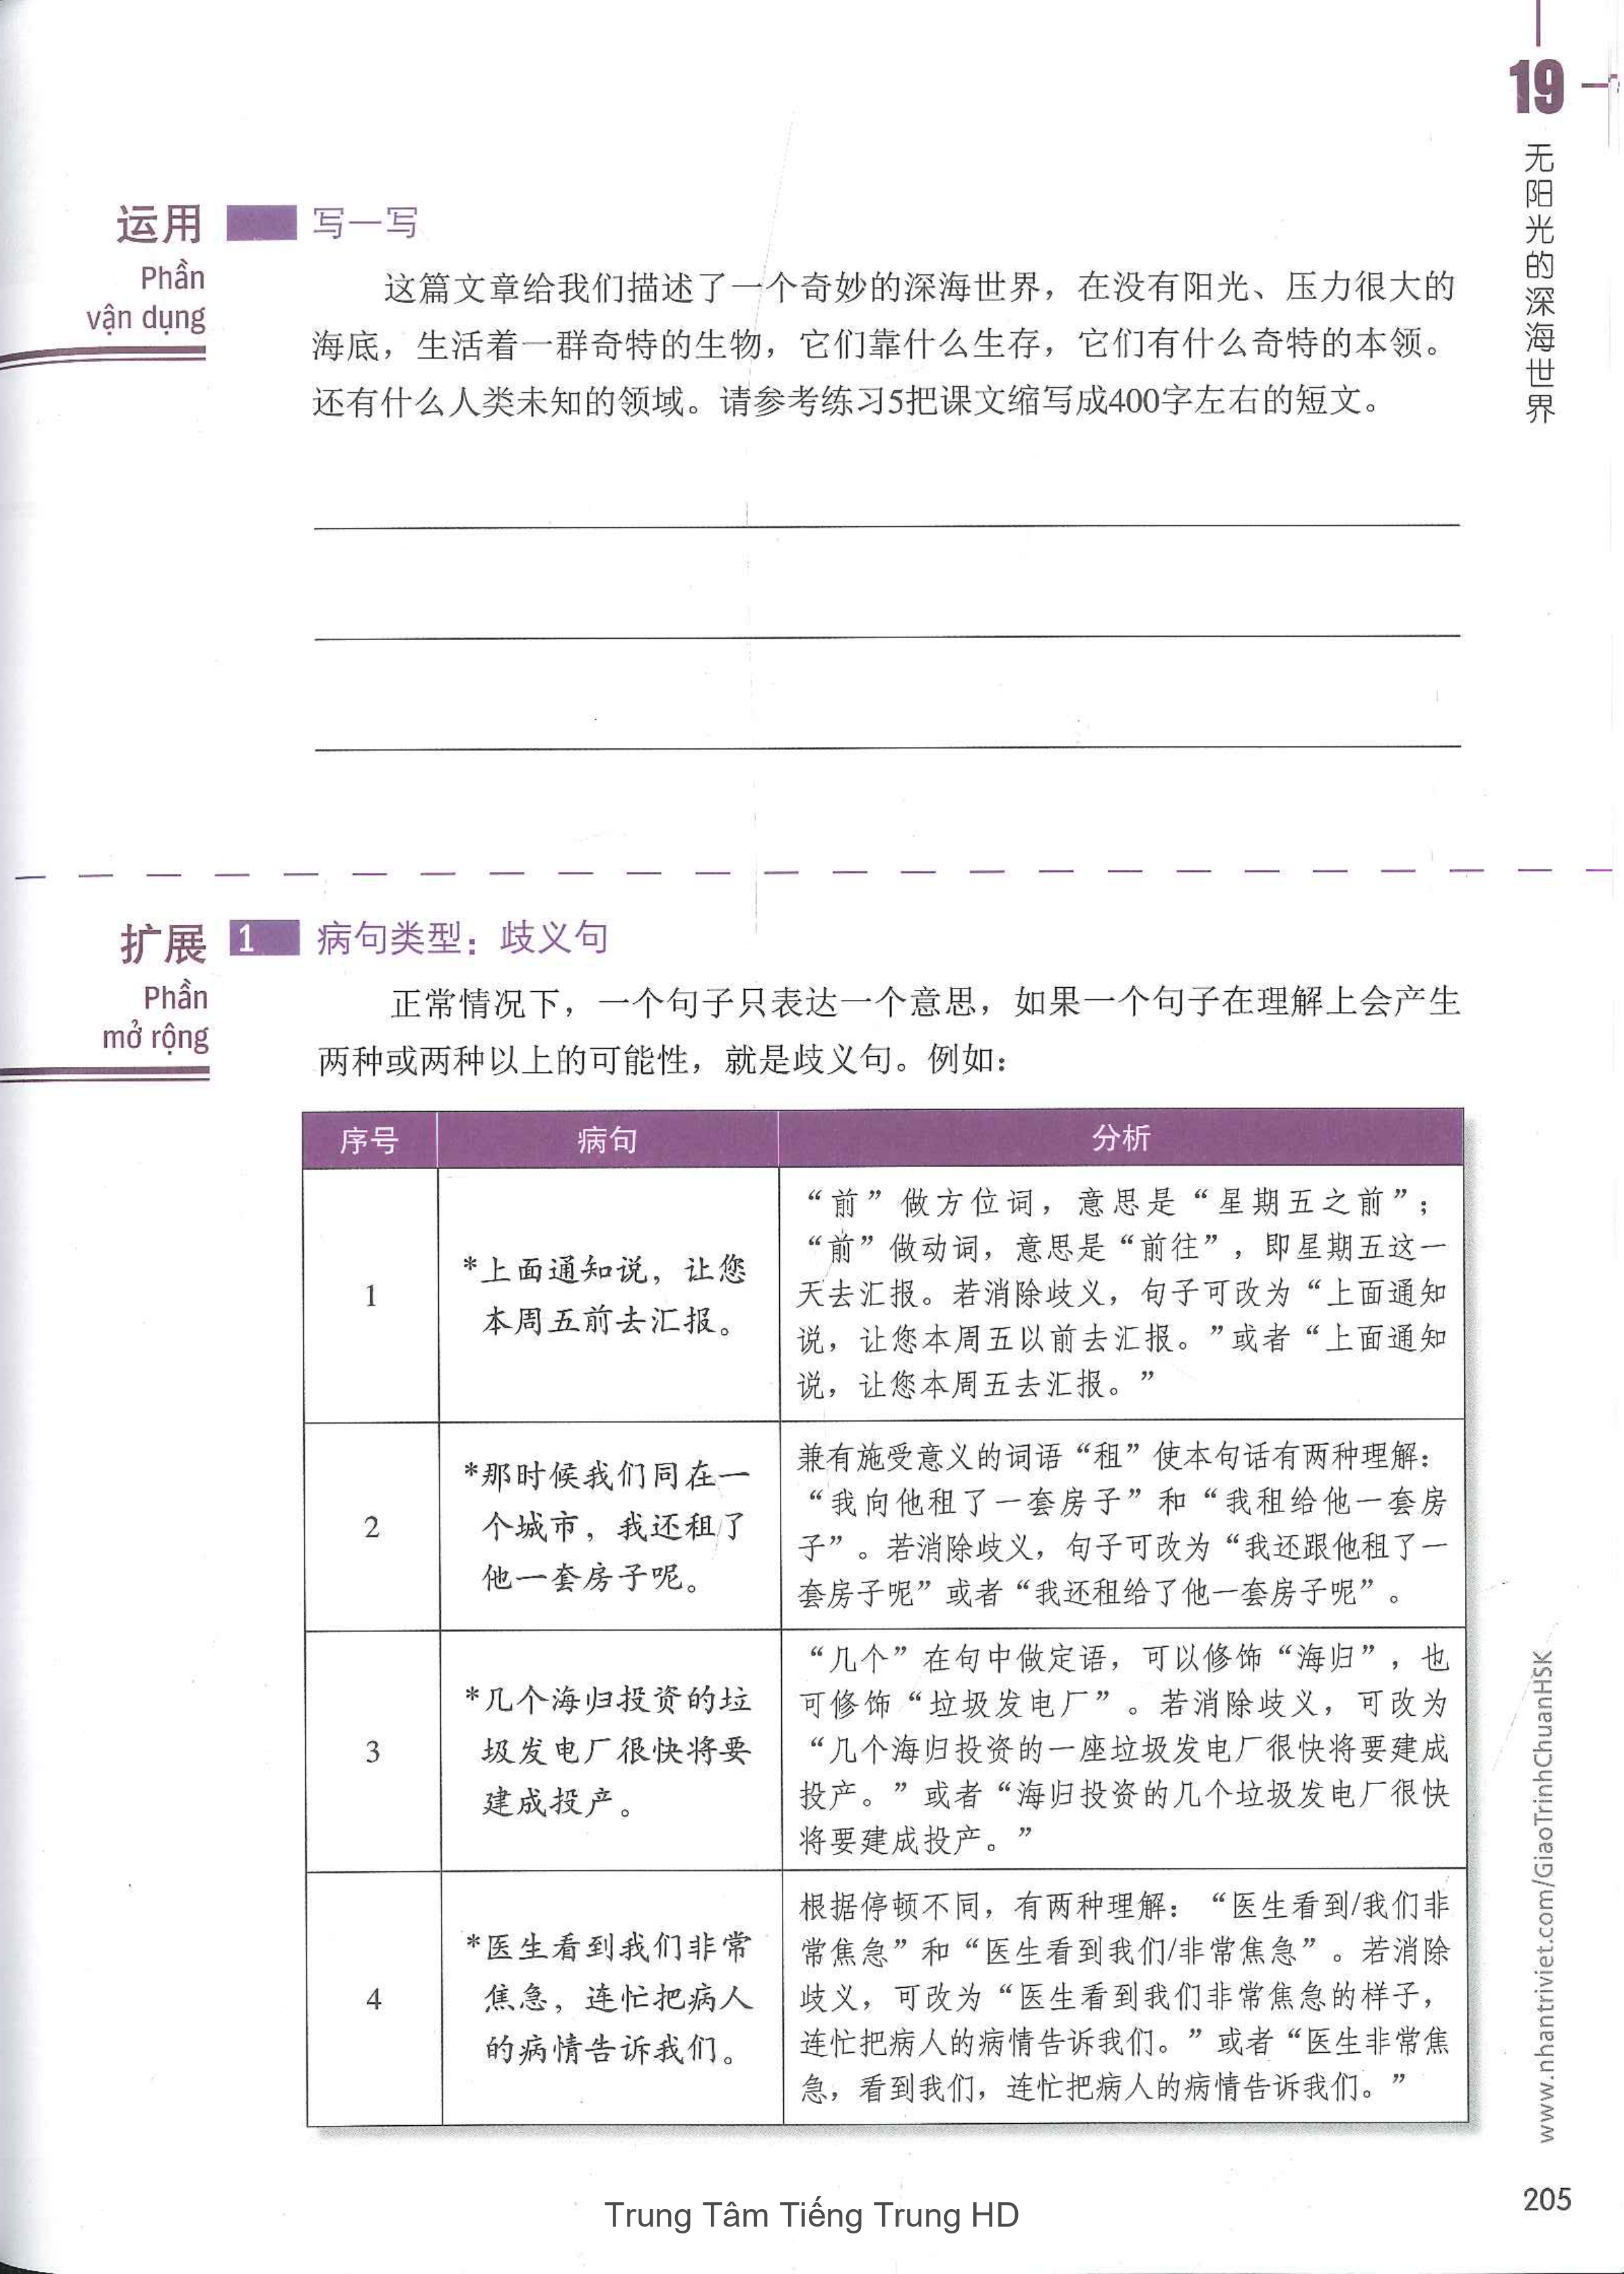 19
无阳光的深海世界
运用
Phần
vận dụng
写一写
这篇文章给我们描述了一个奇妙的深海世界，在没有阳光、压力很大的
海底，生活着一群奇特的生物，它们靠什么生存，它们有什么奇特的本领。
还有什么人类未知的领域。请参考练习5把课文缩写成400字左右的短文。
扩展
Phần
mở rộng
1 病句类型：歧义句
正常情况下，一个句子只表达一个意思，如果一个句子在理解上会产生
两种或两种以上的可能性，就是歧义句。例如：
序号 病句 分析
1
*上面通知说，让您
本周五前去汇报。
“前”做方位词，意思是“星期五之前”；
“前”做动词，意思是“前往”，即星期五这一
天去汇报。若消除歧义，句子可改为“上面通知
说，让您本周五以前去汇报。”或者“上面通知
说，让您本周五去汇报。”
2
*那时候我们同在一
个城市，我还租了
他一套房子呢。
兼有施受意义的词语“租”使本句话有两种理解：
“我向他租了一套房子”和“我租给他一套房
子”。若消除歧义，句子可改为“我还跟他租了一
套房子呢”或者“我还租给了他一套房子呢”。
3
*几个海归投资的垃
圾发电厂很快将要
建成投产。
“几个”在句中做定语，可以修饰“海归”，也
可修饰“垃圾发电厂”。若消除歧义，可改为
“几个海归投资的一座垃圾发电厂很快将要建成
投产。”或者“海归投资的几个垃圾发电厂很快
将要建成投产。”
4
*医生看到我们非常
焦急，连忙把病人
的病情告诉我们。
根据停顿不同，有两种理解：“医生看到/我们非
常焦急”和“医生看到我们/非常焦急”。若消除
歧义，可改为“医生看到我们非常焦急的样子，
连忙把病人的病情告诉我们。”或者“医生非常焦
急，看到我们，连忙把病人的病情告诉我们。”
www.nhantriviet.com/GiaoTrinhChuanHSK
205
Trung Tâm Tiếng Trung HD